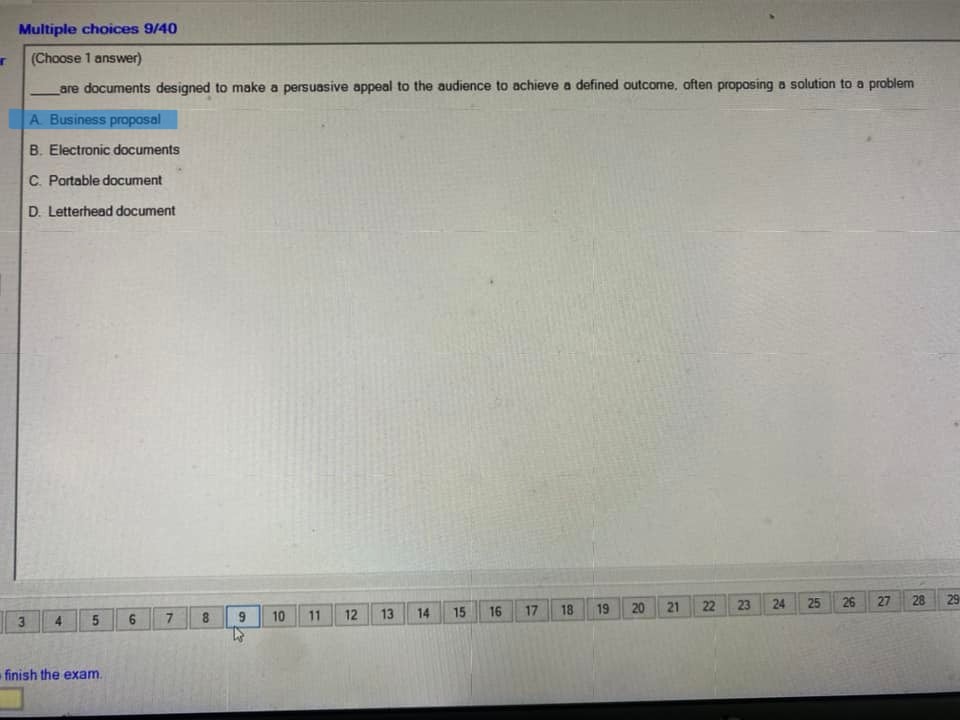 Multiple choices 9/40
(Choose 1 answer)
____are documents designed to make a persuasive appeal to the audience to achieve a defined outcome, often proposing a solution to a problem
A. Business proposal
B. Electronic documents
C. Portable document
D. Letterhead document
3 4 5 6 7 8 9 10 11 12 13 14 15 16 17 18 19 20 21 22 23 24 25 26 27 28 29
finish the exam.